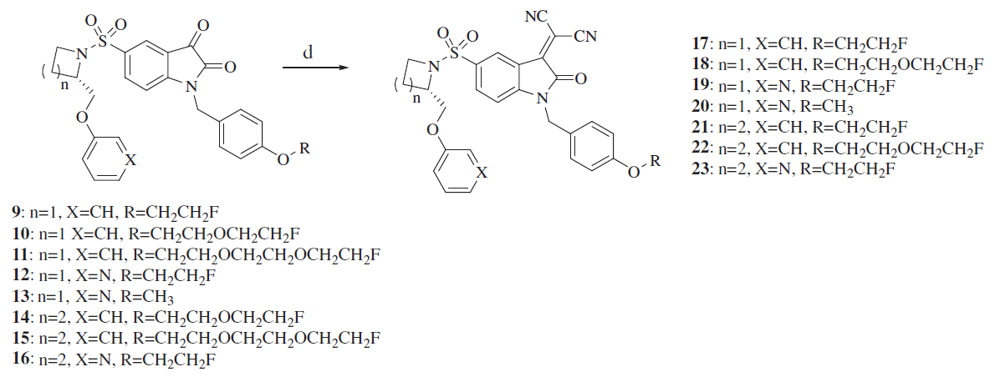 O
O
S
N
( )
n
O
X
O
O
N
O
R
d
NC
CN
O
O
S
N
( )
n
O
X
O
N
O
R
17: n=1, X=CH, R=CH₂CH₂F
18: n=1, X=CH, R=CH₂CH₂OCH₂CH₂F
19: n=1, X=N, R=CH₂CH₂F
20: n=1, X=N, R=CH₃
21: n=2, X=CH, R=CH₂CH₂F
22: n=2, X=CH, R=CH₂CH₂OCH₂CH₂F
23: n=2, X=N, R=CH₂CH₂F
9: n=1, X=CH, R=CH₂CH₂F
10: n=1 X=CH, R=CH₂CH₂OCH₂CH₂F
11: n=1, X=CH, R=CH₂CH₂OCH₂CH₂OCH₂CH₂F
12: n=1, X=N, R=CH₂CH₂F
13: n=1, X=N, R=CH₃
14: n=2, X=CH, R=CH₂CH₂OCH₂CH₂F
15: n=2, X=CH, R=CH₂CH₂OCH₂CH₂OCH₂CH₂F
16: n=2, X=N, R=CH₂CH₂F